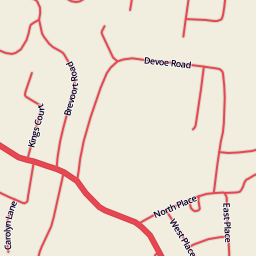 Devoe Road
Brevoort Road
Kings Court
North Place
Carolyn Lane
West Place
East Place